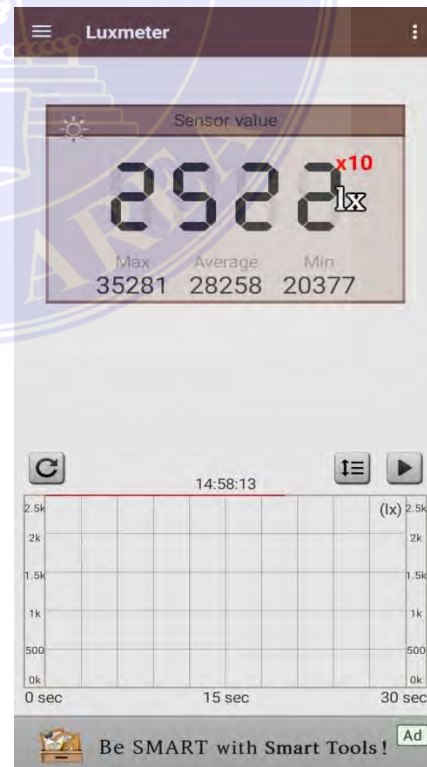 Luxmeter
Sensor value
2522 x10 lx
Max Average Min
35281 28258 20377
14:58:13
(lx)
2.5k 2.5k
2k 2k
1.5k 1.5k
1k 1k
500 500
0k 0k
0 sec 15 sec 30 sec
Be SMART with Smart Tools!
Ad
AREA